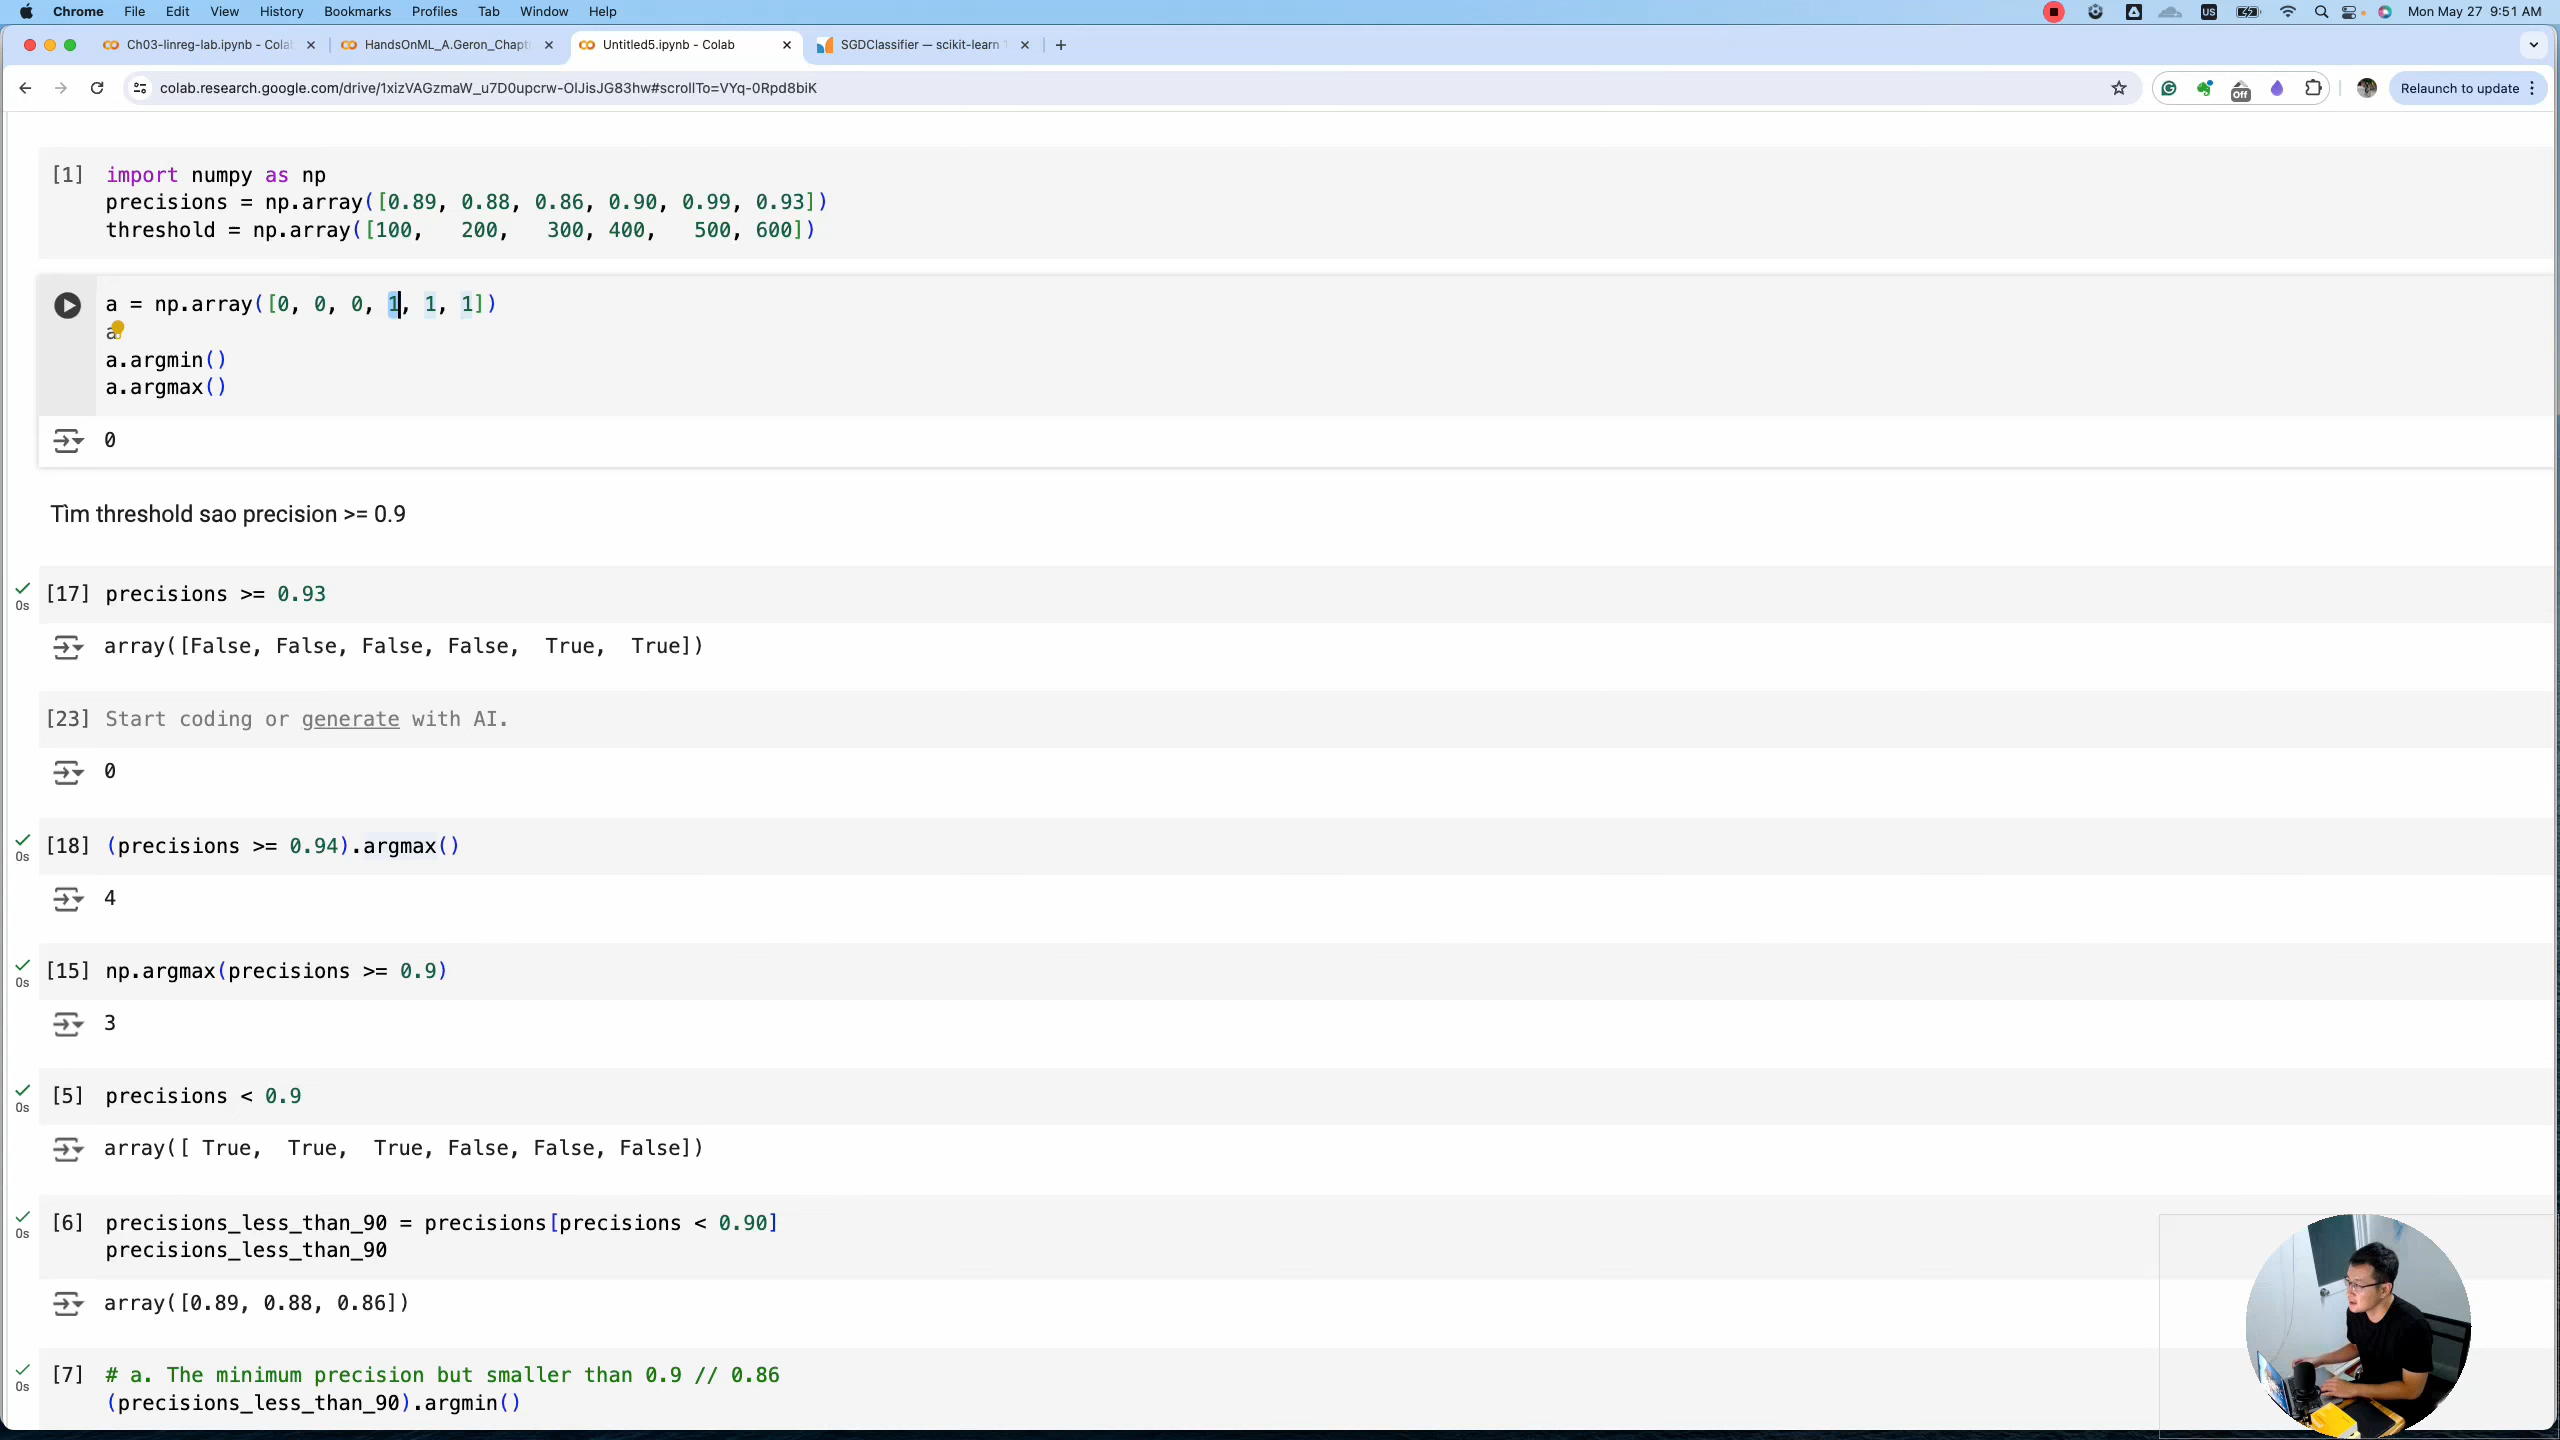 Chrome File Edit View History Bookmarks Profiles Tab Window Help US Mon May 27 9:51 AM
Ch03-linreg-lab.ipynb - Cola HandsOnML_A.Geron_Chapt Untitled5.ipynb - Colab SGDClassifier — scikit-learn
colab.research.google.com/drive/1xizVAGzmaW_u7D0upcrw-OlJisJG83hw#scrollTo=VYq-0Rpd8biK Off Relaunch to update
[1] import numpy as np
precisions = np.array([0.89, 0.88, 0.86, 0.90, 0.99, 0.93])
threshold = np.array([100, 200, 300, 400, 500, 600])
a = np.array([0, 0, 0, 1, 1, 1])
a
a.argmin()
a.argmax()
0
Tìm threshold sao precision >= 0.9
[17] precisions >= 0.93
0s
array([False, False, False, False, True, True])
[23] Start coding or generate with AI.
0
[18] (precisions >= 0.94).argmax()
0s
4
[15] np.argmax(precisions >= 0.9)
0s
3
[5] precisions < 0.9
0s
array([ True, True, True, False, False, False])
[6] precisions_less_than_90 = precisions[precisions < 0.90]
0s
precisions_less_than_90
array([0.89, 0.88, 0.86])
[7] # a. The minimum precision but smaller than 0.9 // 0.86
0s
(precisions_less_than_90).argmin()